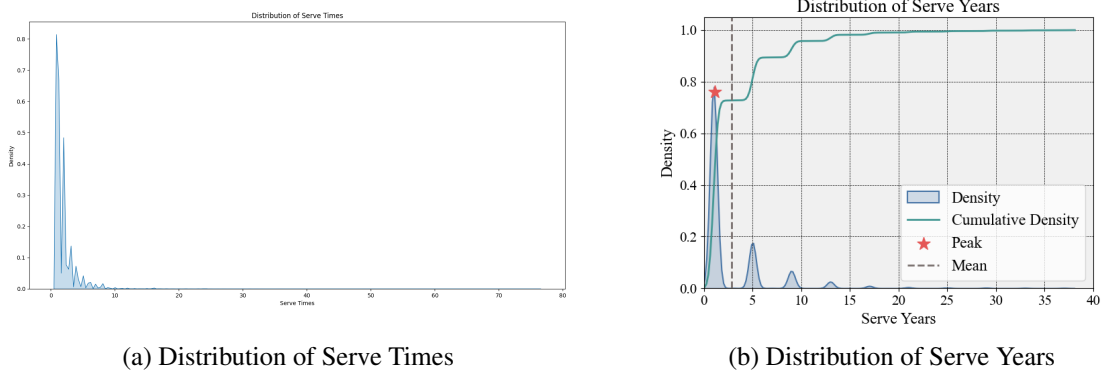 Distribution of Serve Times
Density
0.8
0.7
0.6
0.5
0.4
0.3
0.2
0.1
0.0
0 10 20 30 40 50 60 70 80
Serve Times
(a) Distribution of Serve Times
Distribution of Serve Years
Density
1.0
0.8
0.6
0.4
0.2
0.0
Density
Cumulative Density
Peak
Mean
0 5 10 15 20 25 30 35 40
Serve Years
(b) Distribution of Serve Years